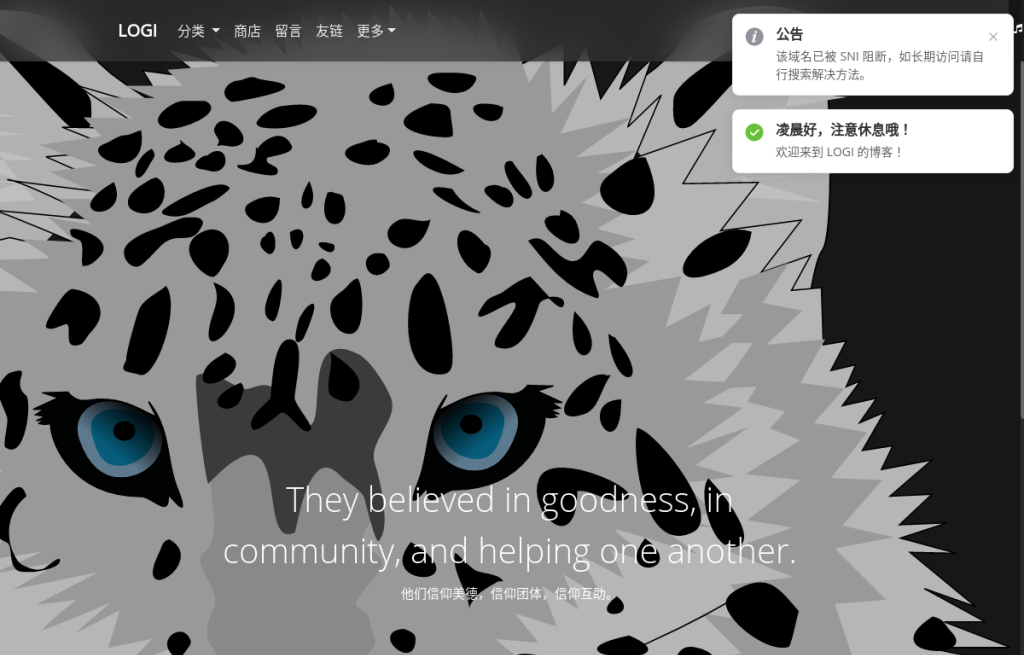 LOGI 分类 商店 留言 友链 更多
公告
该域名已被 SNI 阻断，如长期访问请自
行搜索解决方法。
凌晨好，注意休息哦！
欢迎来到 LOGI 的博客！
They believed in goodness, in
community, and helping one another.
他们信仰美德，信仰团体，信仰互助。